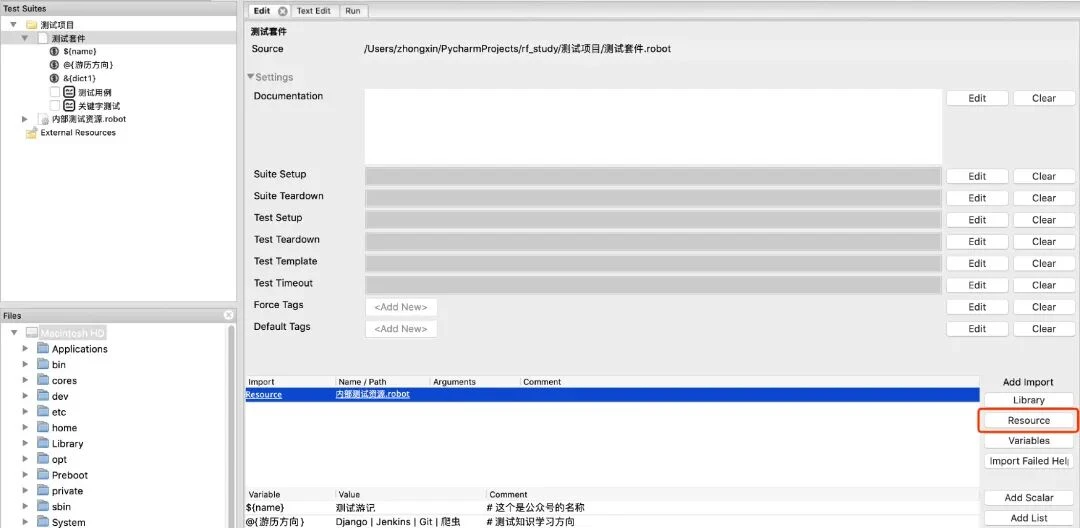 Test Suites
测试项目
测试套件
${name}
@{游历方向}
&{dict1}
测试用例
关键字测试
内部测试资源.robot
External Resources
Files
Macintosh HD
Applications
bin
cores
dev
etc
home
Library
opt
Preboot
private
sbin
System
Edit Text Edit Run
测试套件
Source /Users/zhongxin/PycharmProjects/rf_study/测试项目/测试套件.robot
Settings
Documentation Edit Clear
Suite Setup Edit Clear
Suite Teardown Edit Clear
Test Setup Edit Clear
Test Teardown Edit Clear
Test Template Edit Clear
Test Timeout Edit Clear
Force Tags <Add New> Edit Clear
Default Tags <Add New> Edit Clear
Import Name / Path Arguments Comment
Resource 内部测试资源.robot
Add Import
Library
Resource
Variables
Import Failed Help
Variable Value Comment
${name} 测试游记 # 这个是公众号的名称
@{游历方向} Django | Jenkins | Git | 爬虫 # 测试知识学习方向
Add Scalar
Add List